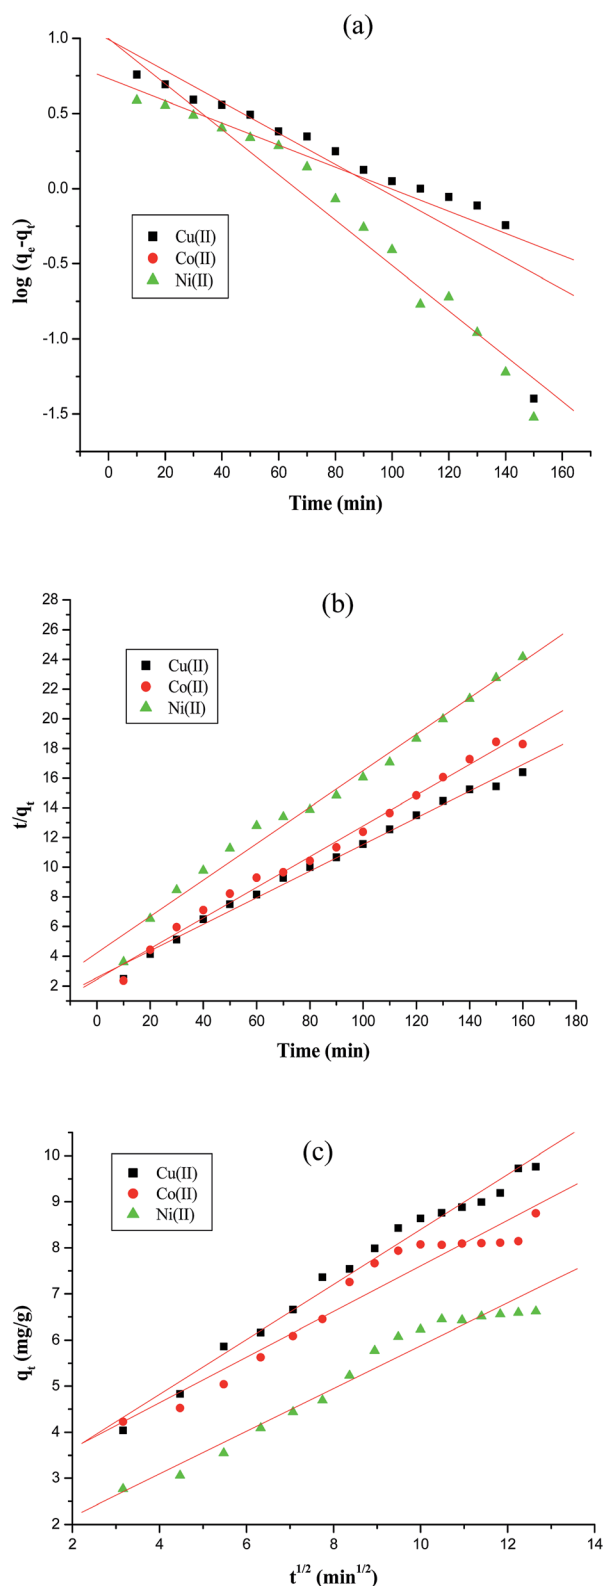 (a)
1.0
0.5
0.0
-0.5
-1.0
-1.5
log (qe-qt)
Cu(II)
Co(II)
Ni(II)
0 20 40 60 80 100 120 140 160
Time (min)
(b)
28
26
24
22
20
18
16
14
12
10
8
6
4
2
t/qt
Cu(II)
Co(II)
Ni(II)
0 20 40 60 80 100 120 140 160 180
Time (min)
(c)
10
9
8
7
6
5
4
3
2
qt (mg/g)
Cu(II)
Co(II)
Ni(II)
2 4 6 8 10 12 14
t1/2 (min1/2)